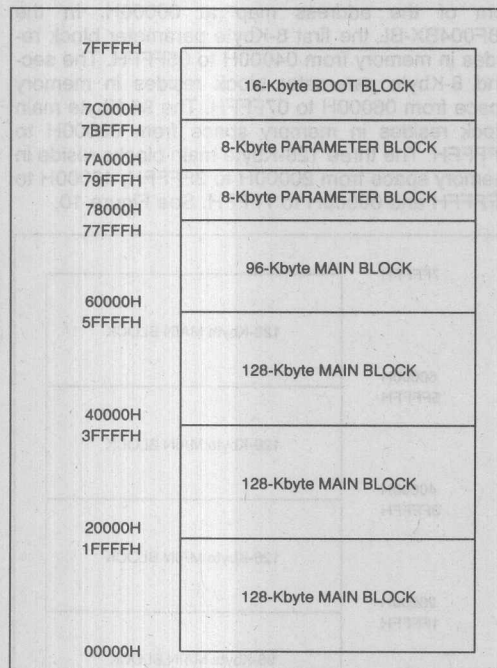 7FFFFH
16-Kbyte BOOT BLOCK
7C000H
7BFFFH
8-Kbyte PARAMETER BLOCK
7A000H
79FFFH
8-Kbyte PARAMETER BLOCK
78000H
77FFFH
96-Kbyte MAIN BLOCK
60000H
5FFFFH
128-Kbyte MAIN BLOCK
40000H
3FFFFH
128-Kbyte MAIN BLOCK
20000H
1FFFFH
128-Kbyte MAIN BLOCK
00000H